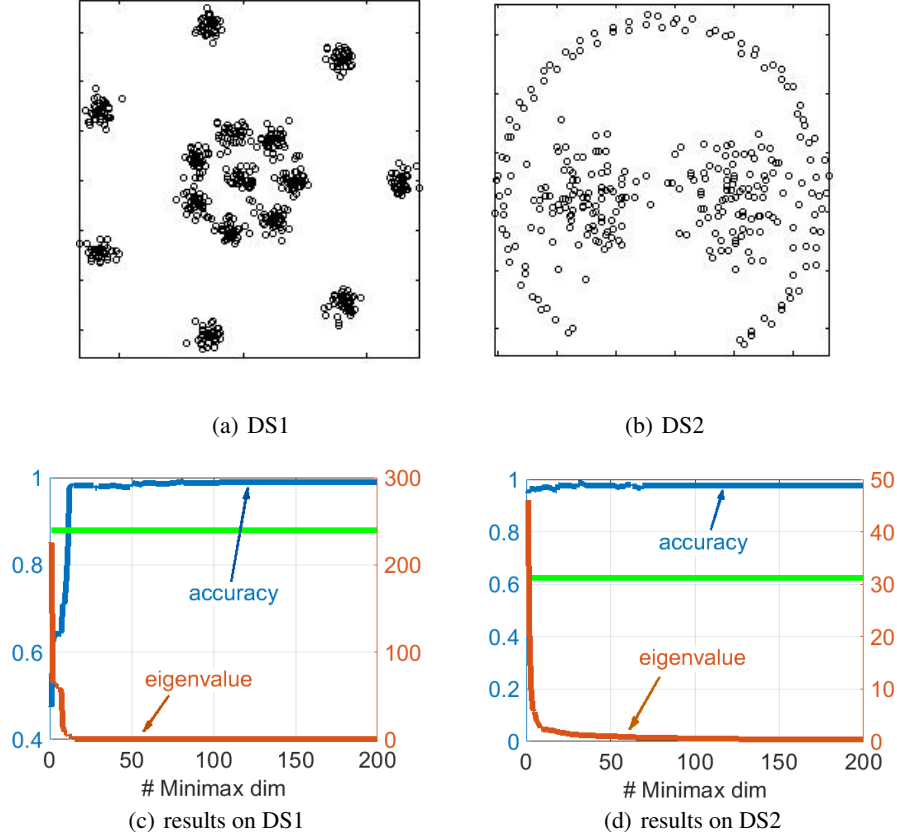 (a) DS1
(b) DS2
1
0.8
0.6
0.4
300
200
100
0
accuracy
eigenvalue
0 50 100 150 200
# Minimax dim
(c) results on DS1
1
0.8
0.6
0.4
0.2
0
50
40
30
20
10
0
accuracy
eigenvalue
0 50 100 150 200
# Minimax dim
(d) results on DS2